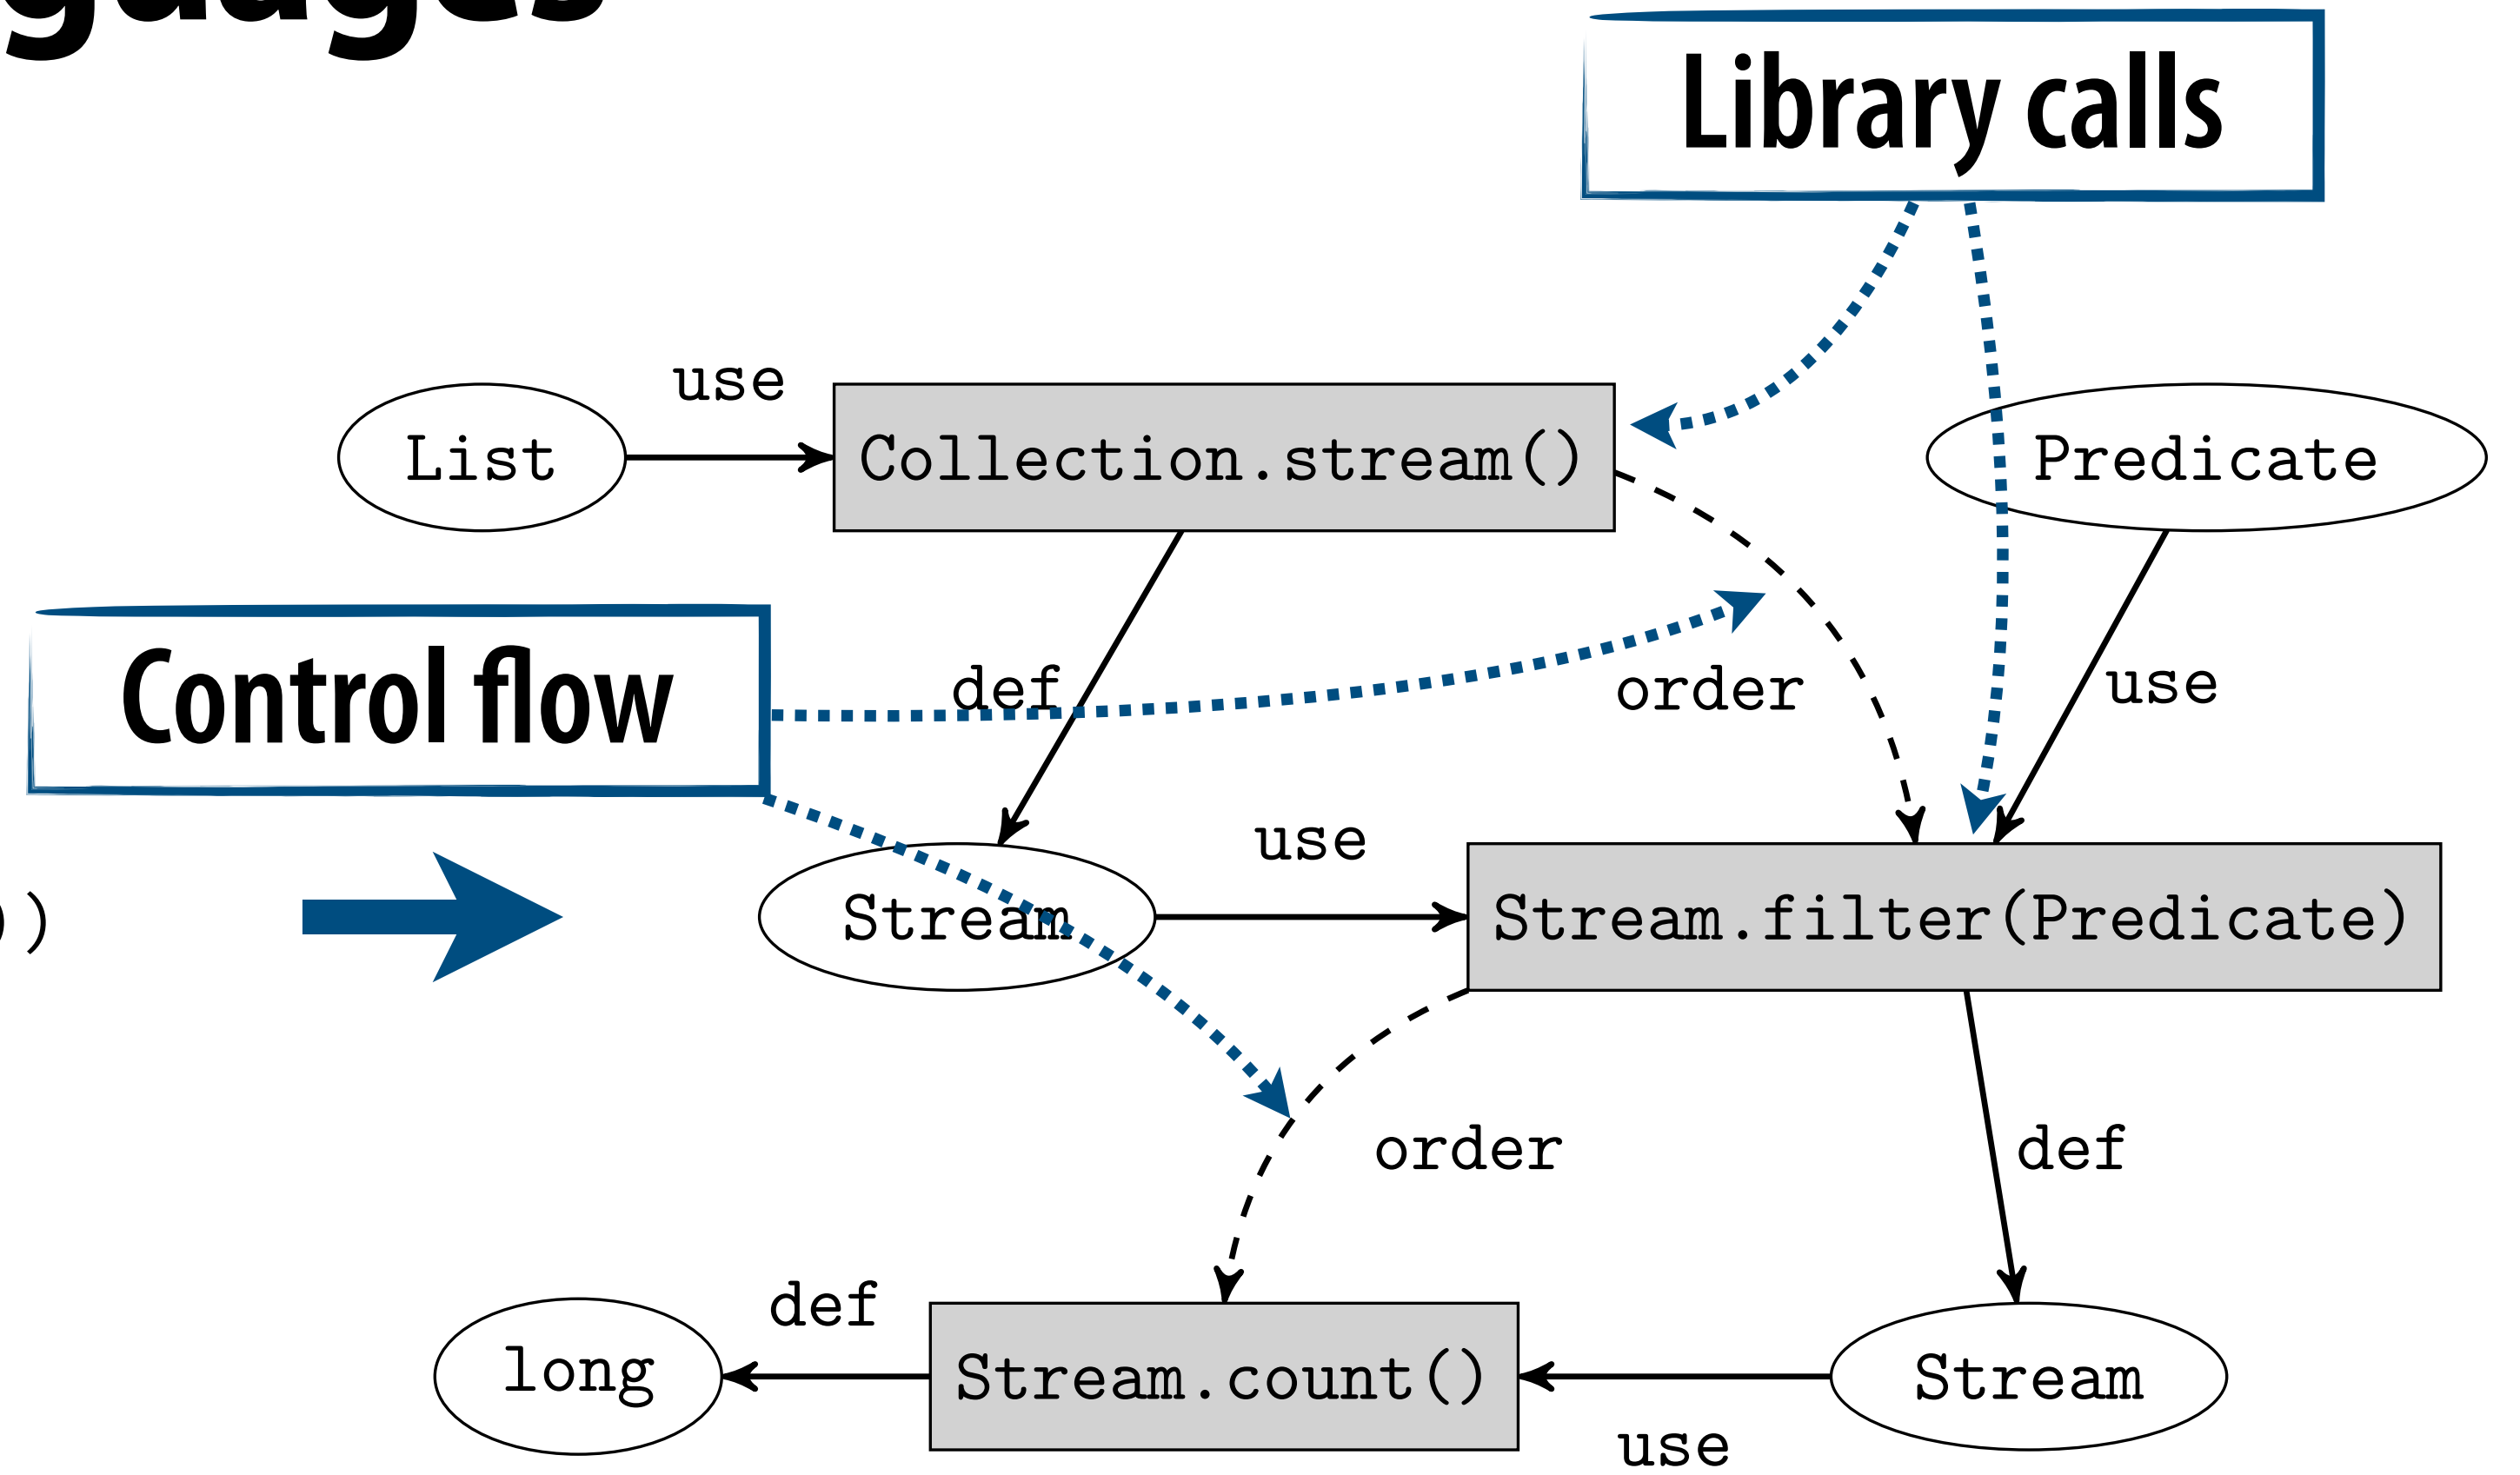 Library calls
use
List
Collection.stream()
Predicate
Control flow
def
order
use
use
)
Stream
Stream.filter(Predicate)
order
def
def
long
Stream.count()
Stream
use